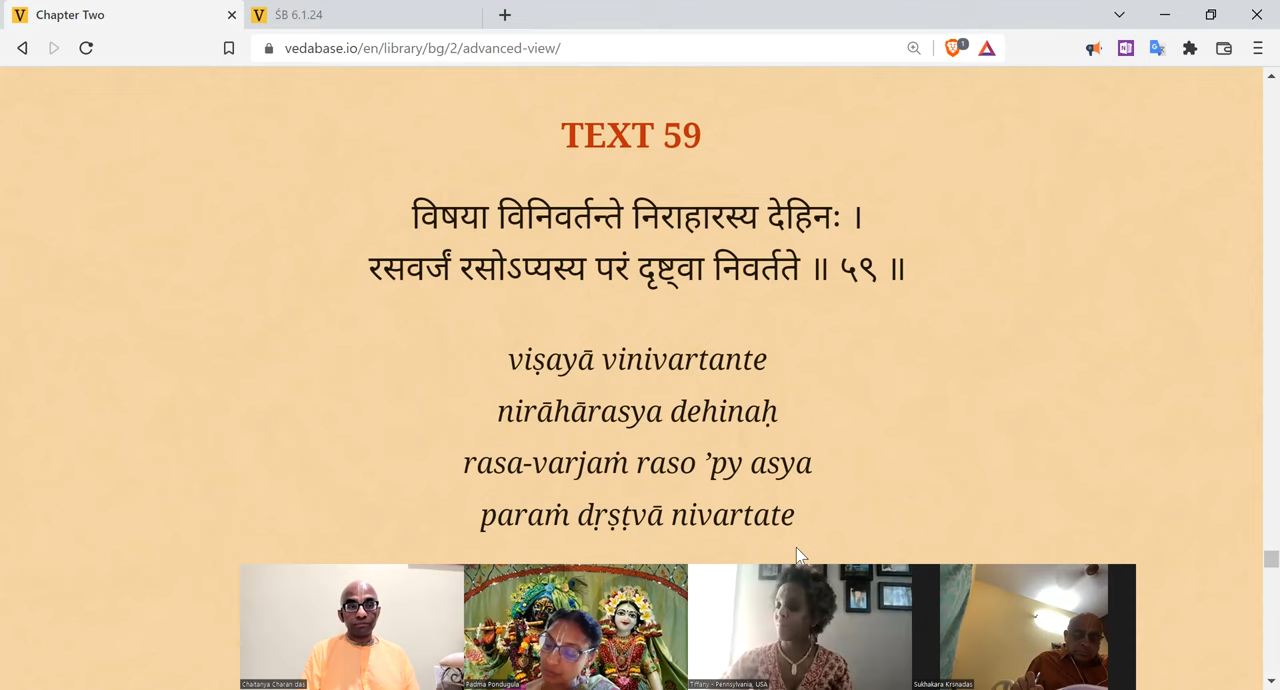 Chapter Two
ŚB 6.1.24
vedabase.io/en/library/bg/2/advanced-view/
1
TEXT 59
विषया विनिवर्तन्ते निराहारस्य देहिनः ।
रसवर्जं रसोऽप्यस्य परं दृष्ट्वा निवर्तते ॥ ५९ ॥
viṣayā vinivartante
nirāhārasya dehinaḥ
rasa-varjaṁ raso ’py asya
paraṁ dṛṣṭvā nivartate
Chaitanya Charan das
Padma Pondugula
Tiffany - Pennsylvania, USA
Sukhakara Krsnadas